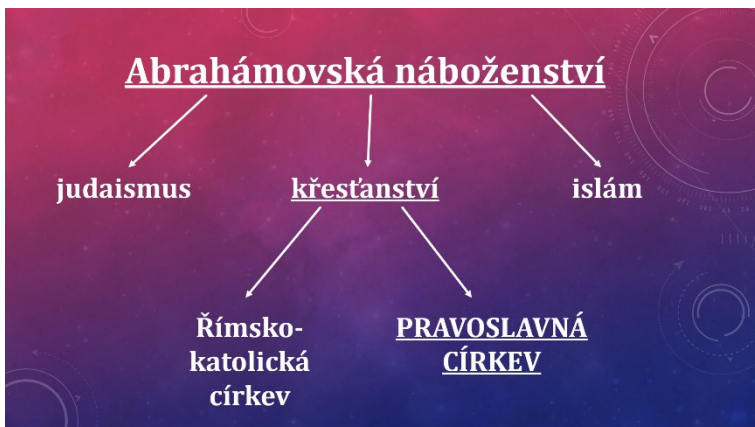 Abrahámovská náboženství
judaismus
křesťanství
islám
Římsko-
katolická
církev
PRAVOSLAVNÁ
CÍRKEV